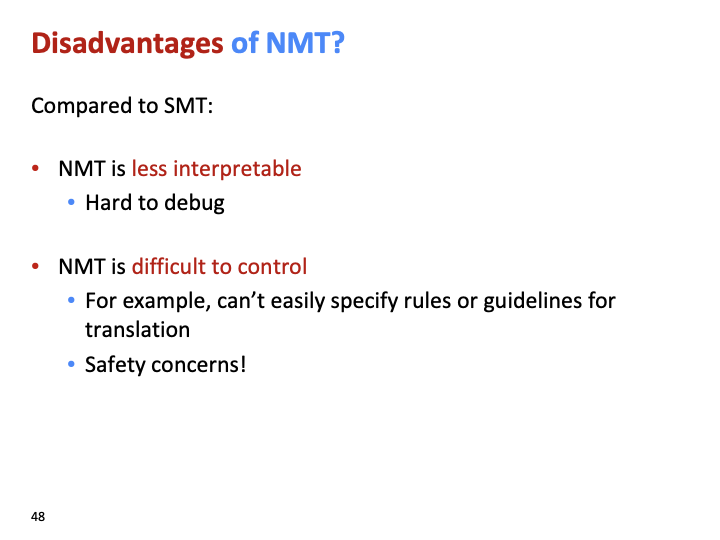 Disadvantages of NMT?
Compared to SMT:
• NMT is less interpretable
• Hard to debug
• NMT is difficult to control
• For example, can’t easily specify rules or guidelines for
translation
• Safety concerns!
48